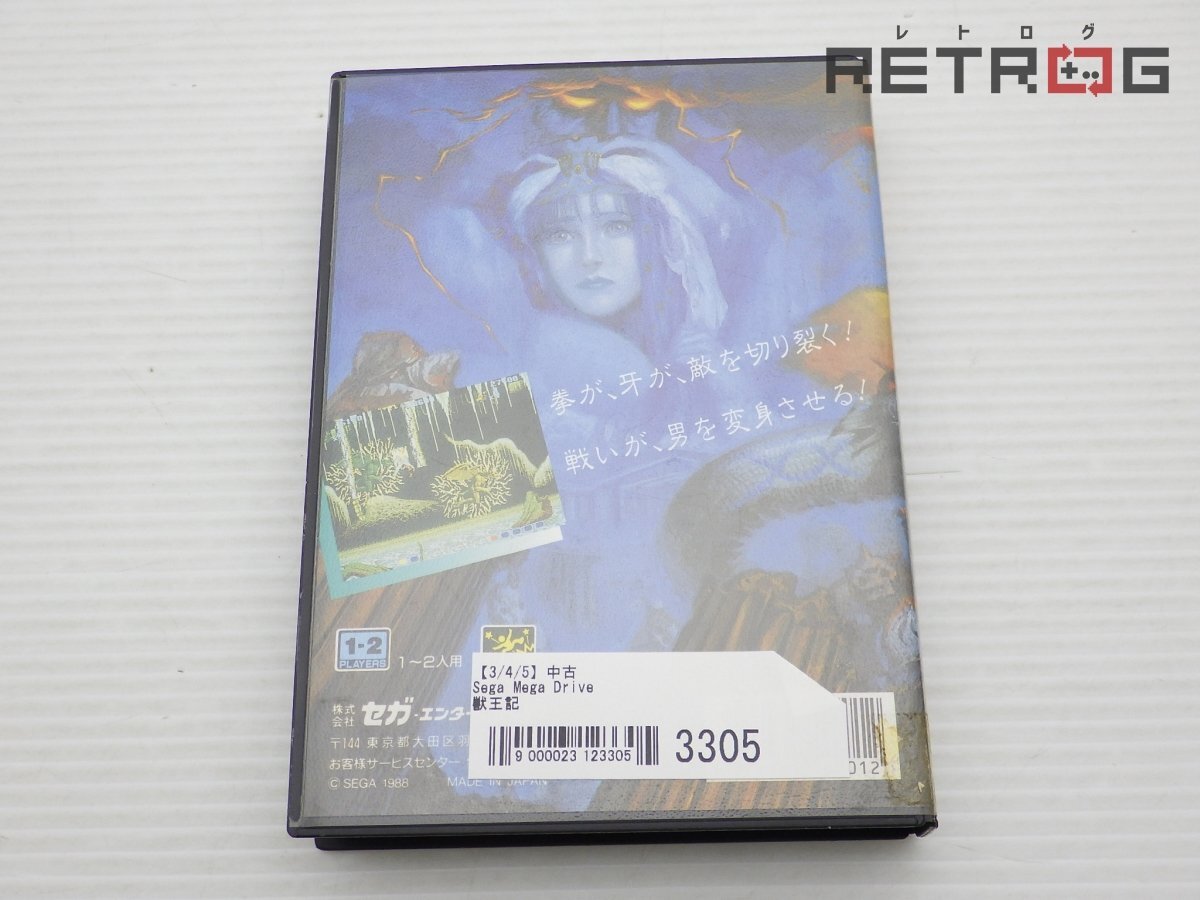 レトログ
RETROG
拳が、牙が、敵を切り裂く!
戦いが、男を変身させる!
1-2
PLAYERS
1～2人用
【3/4/5】中古
Sega Mega Drive
獣王記
9 000023 123305
3305
株式会社 セガ・エンター
〒144 東京都大田区羽
お客様サービスセンター
© SEGA 1988 MADE IN JAPAN
012